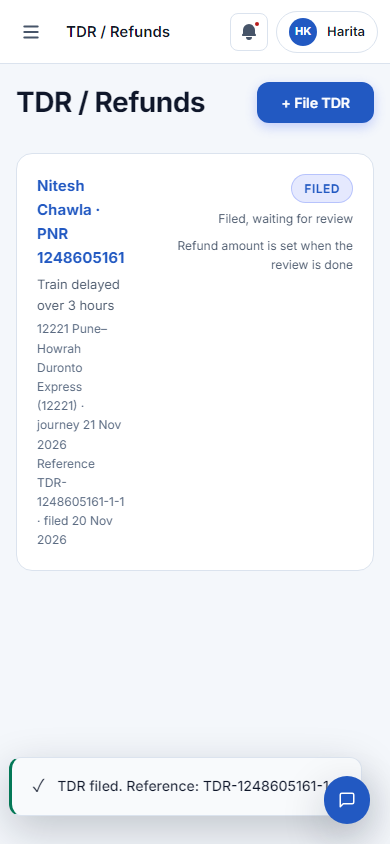 TDR / Refunds
HK
Harita
TDR / Refunds
+ File TDR
Nitesh
Chawla ·
PNR
1248605161
Train delayed
over 3 hours
12221 Pune–
Howrah
Duronto
Express
(12221) ·
journey 21 Nov
2026
Reference
TDR-
1248605161-1-1
· filed 20 Nov
2026
FILED
Filed, waiting for review
Refund amount is set when the
review is done
TDR filed. Reference: TDR-1248605161-1